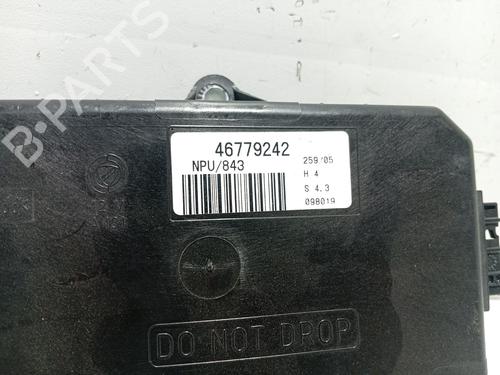 B-PARTS
46779242
NPU/843
259/05
H 4
S 4.3
098019
DO NOT DROP